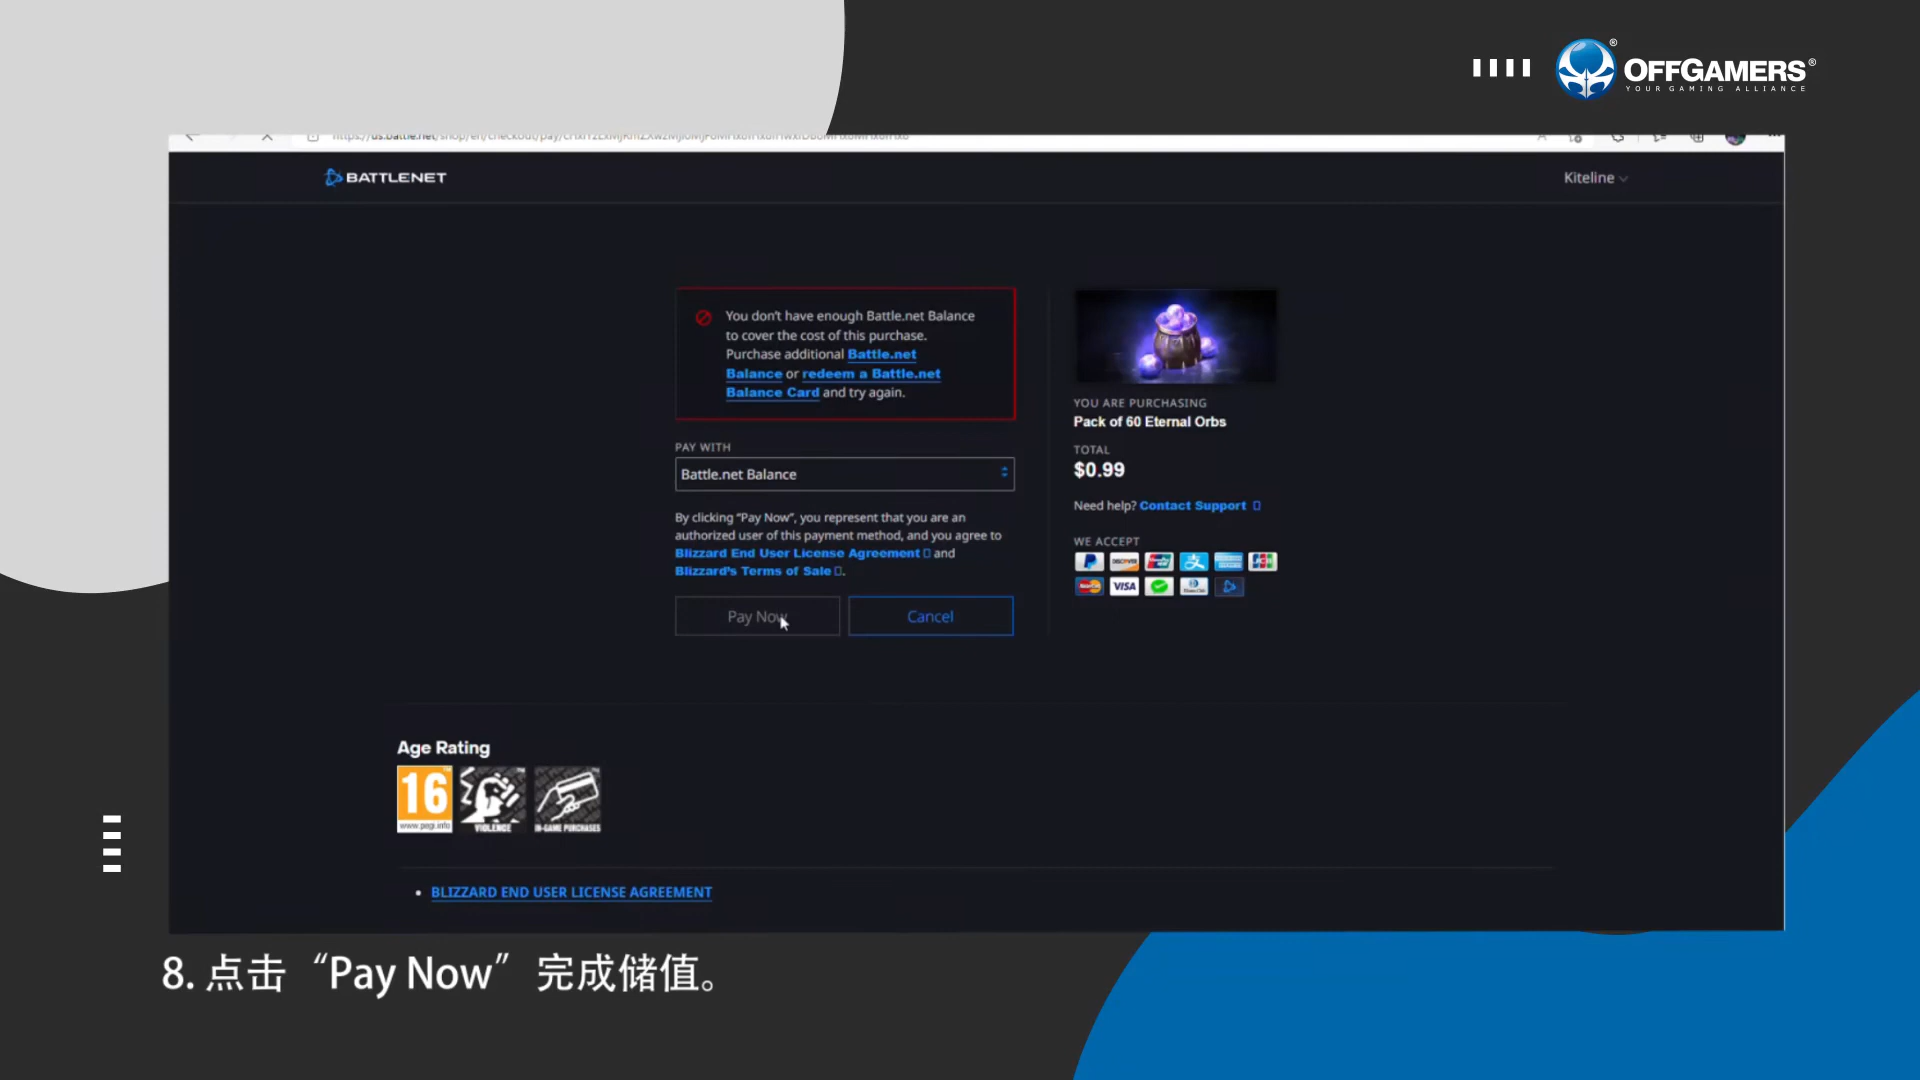 OFFGAMERS®
YOUR GAMING ALLIANCE
BATTLE.NET
Kiteline
You don't have enough Battle.net Balance
to cover the cost of this purchase.
Purchase additional Battle.net
Balance or redeem a Battle.net
Balance Card and try again.
PAY WITH
Battle.net Balance
By clicking “Pay Now”, you represent that you are an
authorized user of this payment method, and you agree to
Blizzard End User License Agreement and
Blizzard's Terms of Sale.
Pay Now
Cancel
YOU ARE PURCHASING
Pack of 60 Eternal Orbs
TOTAL
$0.99
Need help? Contact Support
WE ACCEPT
DISCOVER
JCB
VISA
Age Rating
16
www.pegi.info
VIOLENCE
IN-GAME PURCHASES
• BLIZZARD END USER LICENSE AGREEMENT
8. 点击“Pay Now”完成储值。